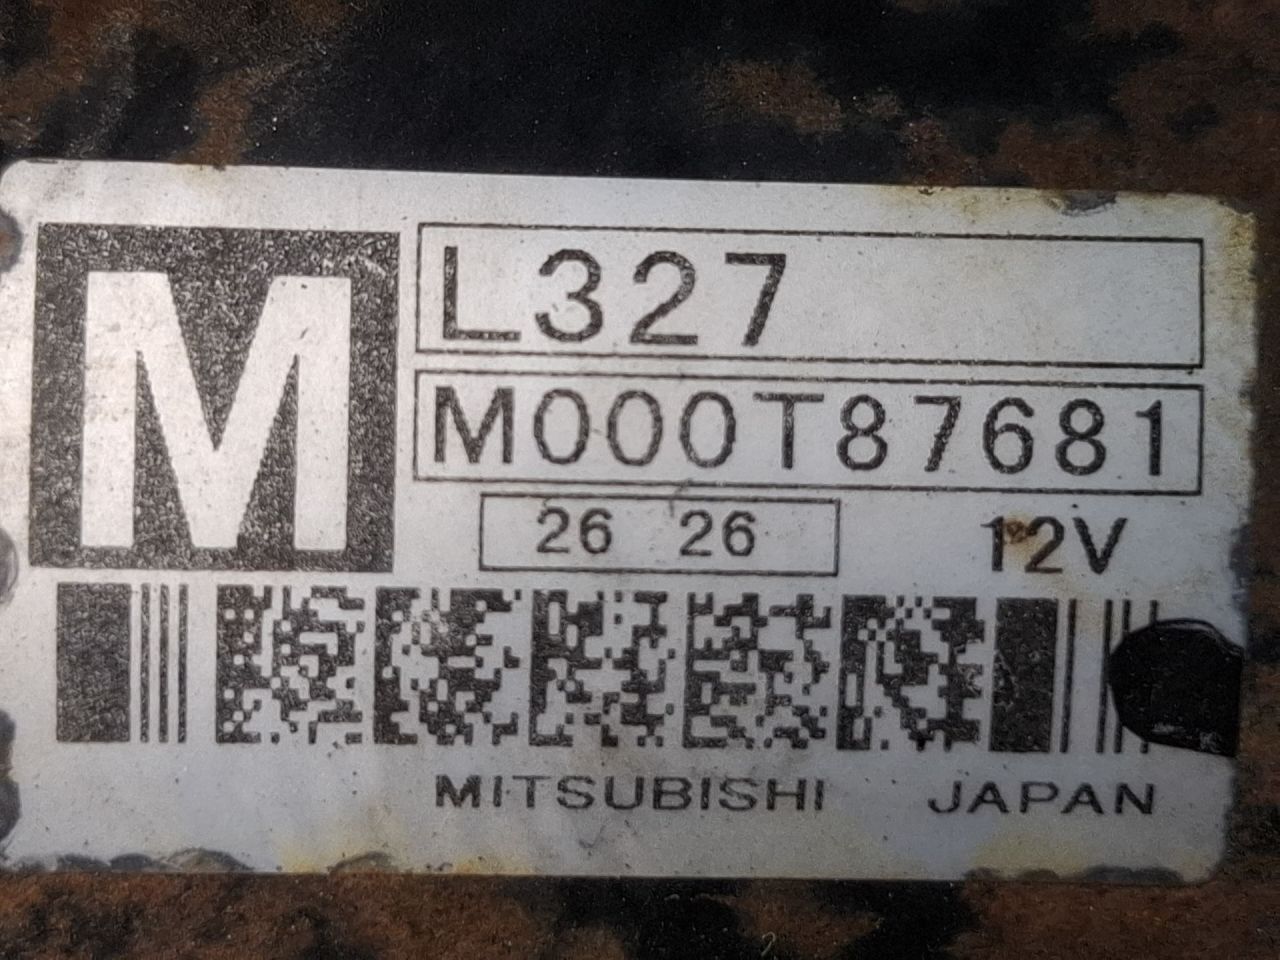 M
L327
M000T87681
26 26
12V
MITSUBISHI JAPAN